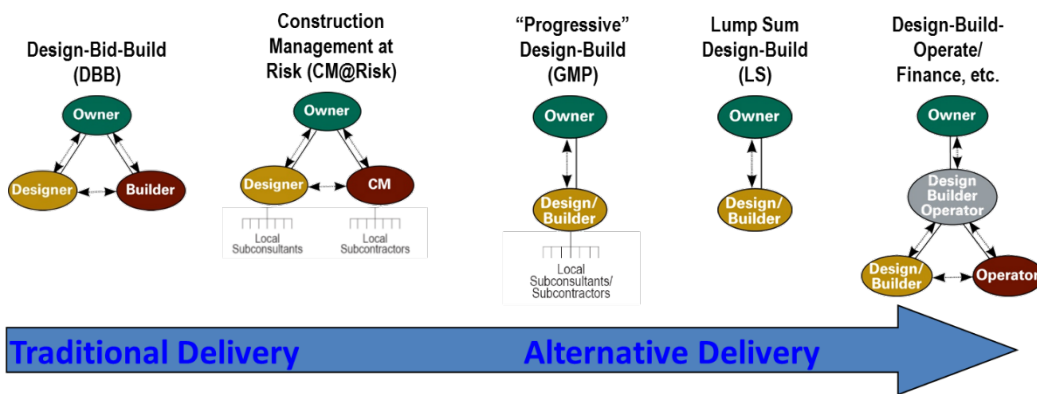 Design-Bid-Build
(DBB)
Owner
Designer
Builder
Construction
Management at
Risk (CM@Risk)
Owner
Designer
CM
Local
Subconsultants
Local
Subcontractors
“Progressive”
Design-Build
(GMP)
Owner
Design/
Builder
Local
Subconsultants/
Subcontractors
Lump Sum
Design-Build
(LS)
Owner
Design/
Builder
Design-Build-
Operate/
Finance, etc.
Owner
Design
Builder
Operator
Design/
Builder
Operator
Traditional Delivery
Alternative Delivery